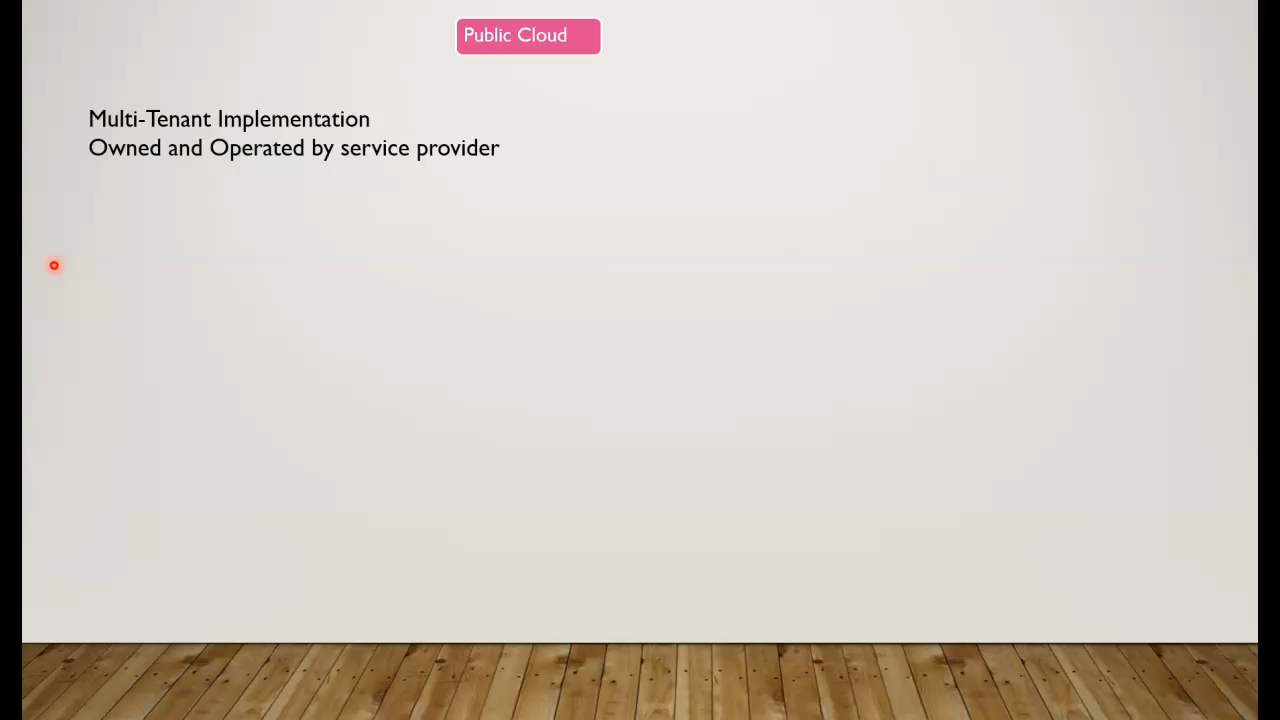 Public Cloud
Multi-Tenant Implementation
Owned and Operated by service provider